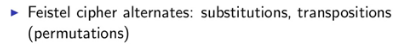 ▶ Feistel cipher alternates: substitutions, transpositions
(permutations)